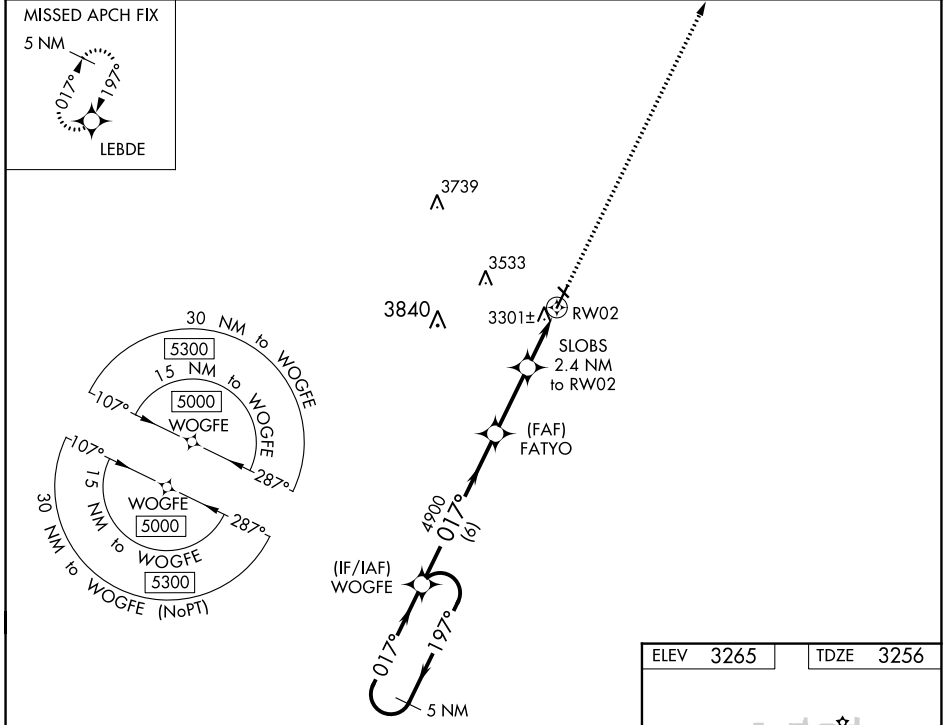 MISSED APCH FIX
5 NM
017°
197°
LEBDE
3739
3533
3840
3301±
RW02
SLOBS
2.4 NM
to RW02
(FAF)
FATYO
4900
017°
(6)
(IF/IAF)
WOGFE
017°
197°
5 NM
30 NM to WOGFE
5300
15 NM to WOGFE
5000
WOGFE
107°
287°
107°
287°
WOGFE
5000
15 NM to WOGFE
5300
30 NM to WOGFE (NoPT)
ELEV 3265
TDZE 3256